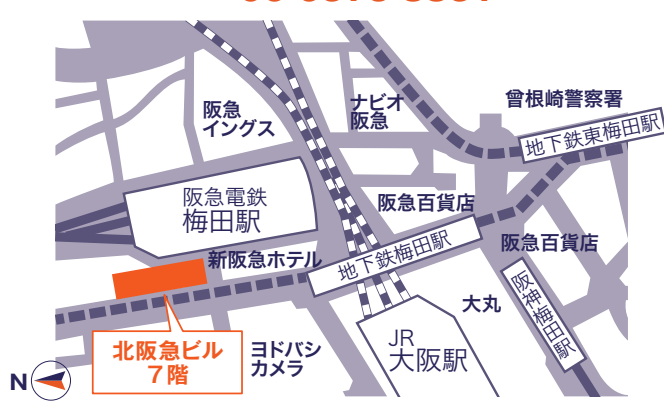 曾根崎警察署
阪急
イングス
ナビオ
阪急
地下鉄東梅田駅
阪急電鉄
梅田駅
阪急百貨店
新阪急ホテル
地下鉄梅田駅
阪急百貨店
阪神梅田駅
大丸
JR
大阪駅
北阪急ビル
7階
ヨドバシ
カメラ
N